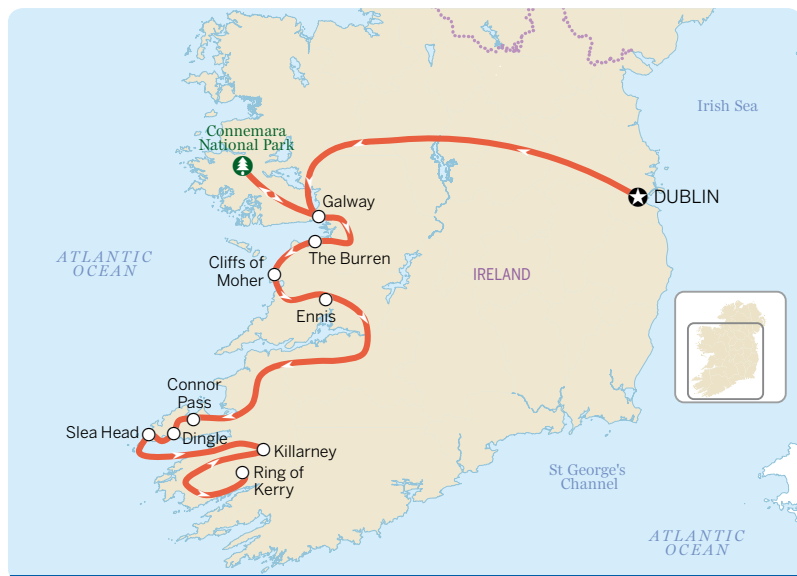 Irish Sea
Connemara
National Park
DUBLIN
Galway
ATLANTIC
OCEAN
The Burren
Cliffs of
Moher
IRELAND
Ennis
Connor
Pass
Slea Head
Dingle
Killarney
Ring of
Kerry
St George's
Channel
ATLANTIC
OCEAN